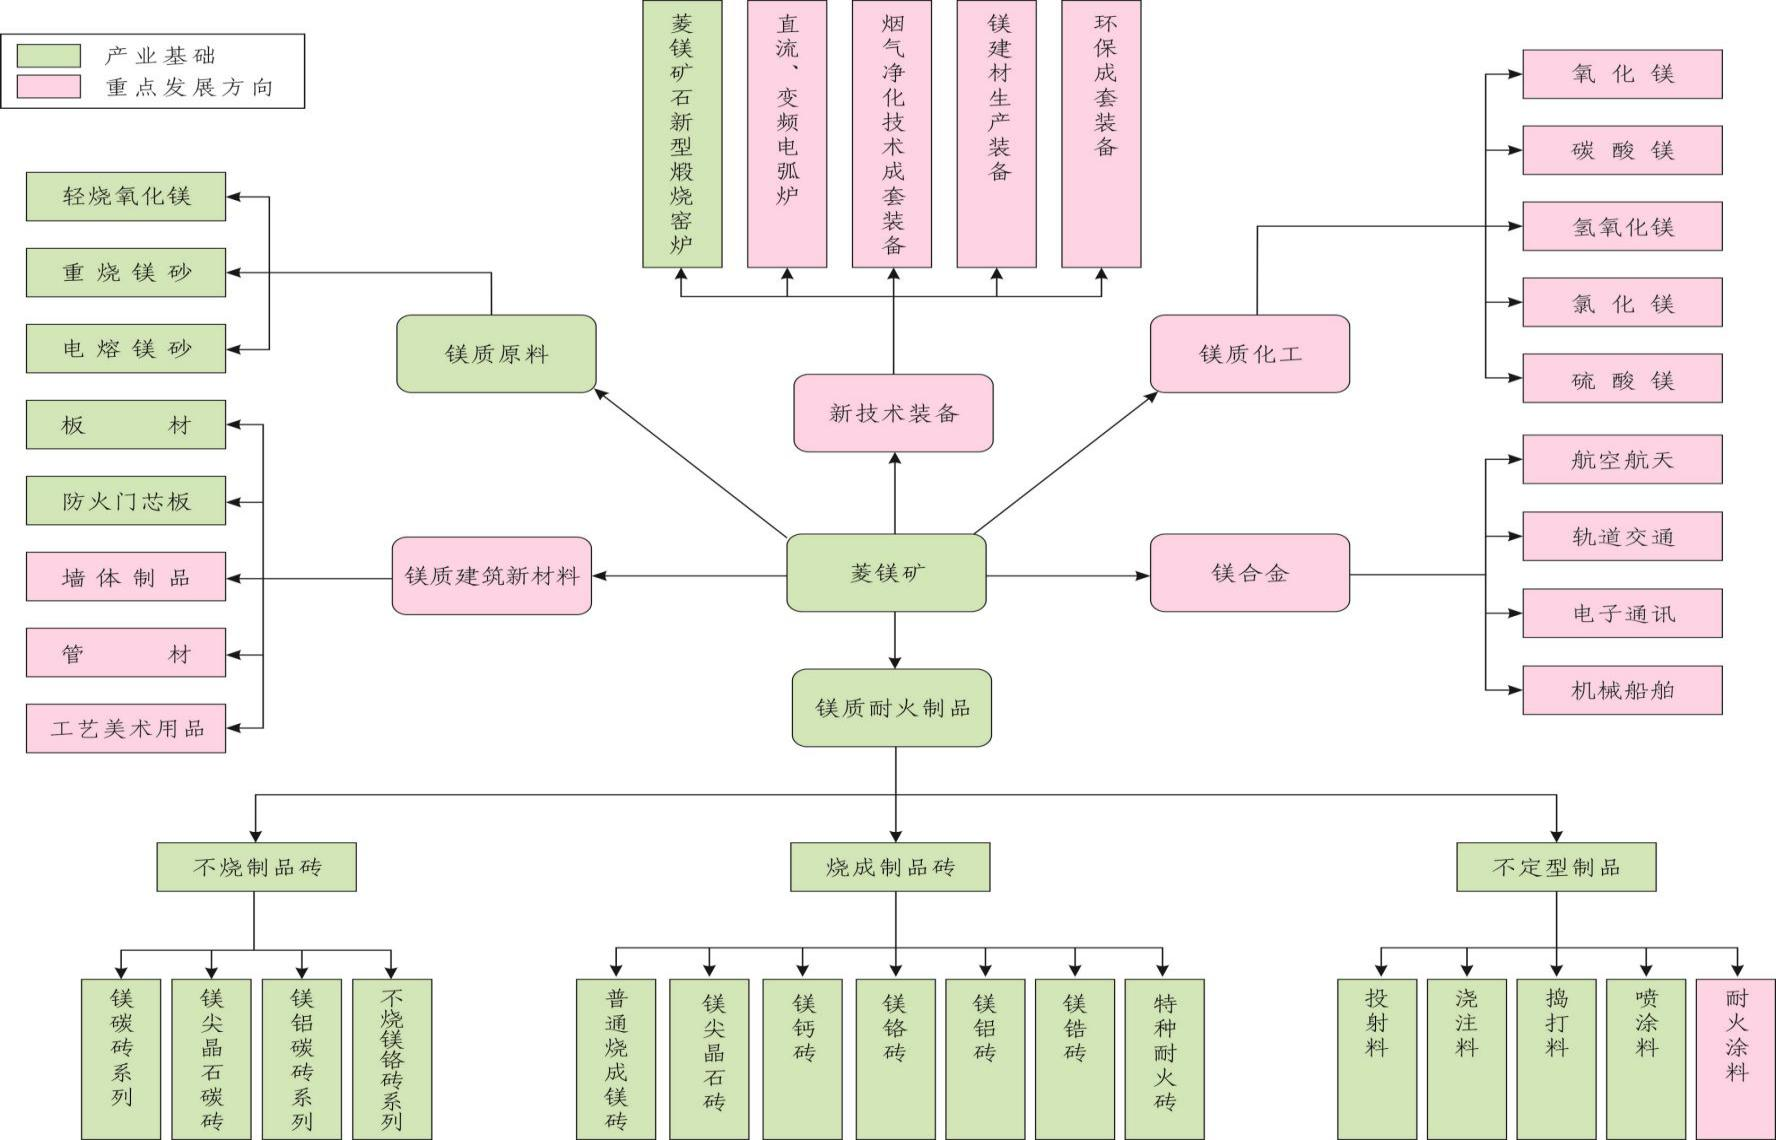 产业基础
重点发展方向
菱镁矿石新型煅烧窑炉
直流、变频电弧炉
烟气净化技术成套装备
镁建材生产装备
环保成套装备
轻烧氧化镁
重烧镁砂
电熔镁砂
板材
防火门芯板
墙体制品
管材
工艺美术用品
镁质原料
新技术装备
镁质化工
镁质建筑新材料
菱镁矿
镁合金
镁质耐火制品
氧化镁
碳酸镁
氢氧化镁
氯化镁
硫酸镁
航空航天
轨道交通
电子通讯
机械船舶
不烧制品砖
烧成制品砖
不定型制品
镁碳砖系列
镁尖晶石碳砖
镁铝碳砖系列
不烧镁铬砖系列
普通烧成镁砖
镁尖晶石砖
镁钙砖
镁铬砖
镁铝砖
镁锆砖
特种耐火砖
投射料
浇注料
捣打料
喷涂料
耐火涂料